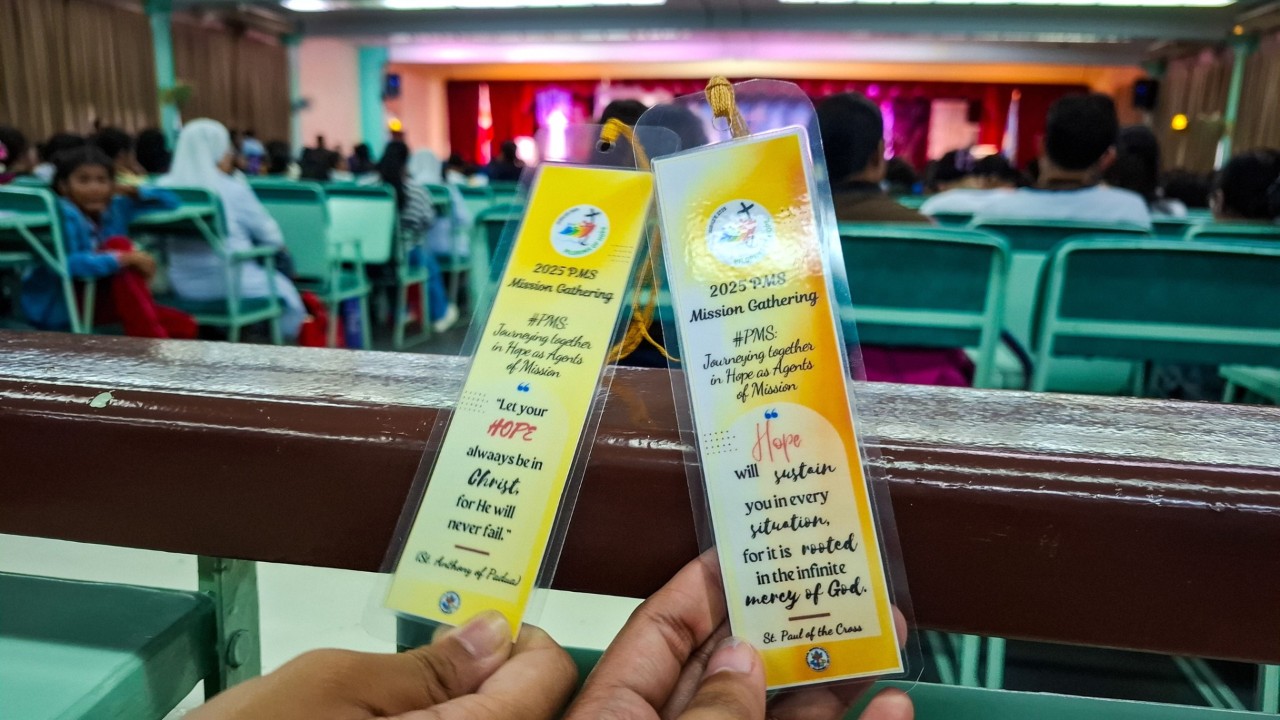 2025 PMS
Mission Gathering
#PMS:
Journeying together
in Hope as Agents
of Mission
❝
"Let your
HOPE
alwaays be in
Christ,
for He will
never fail."
(St. Anthony of Padua)
2025 PMS
Mission Gathering
#PMS:
Journeying together
in Hope as Agents
of Mission
❝
Hope
will sustain
you in every
situation,
for it is rooted
in the infinite
mercy of God.
St. Paul of the Cross